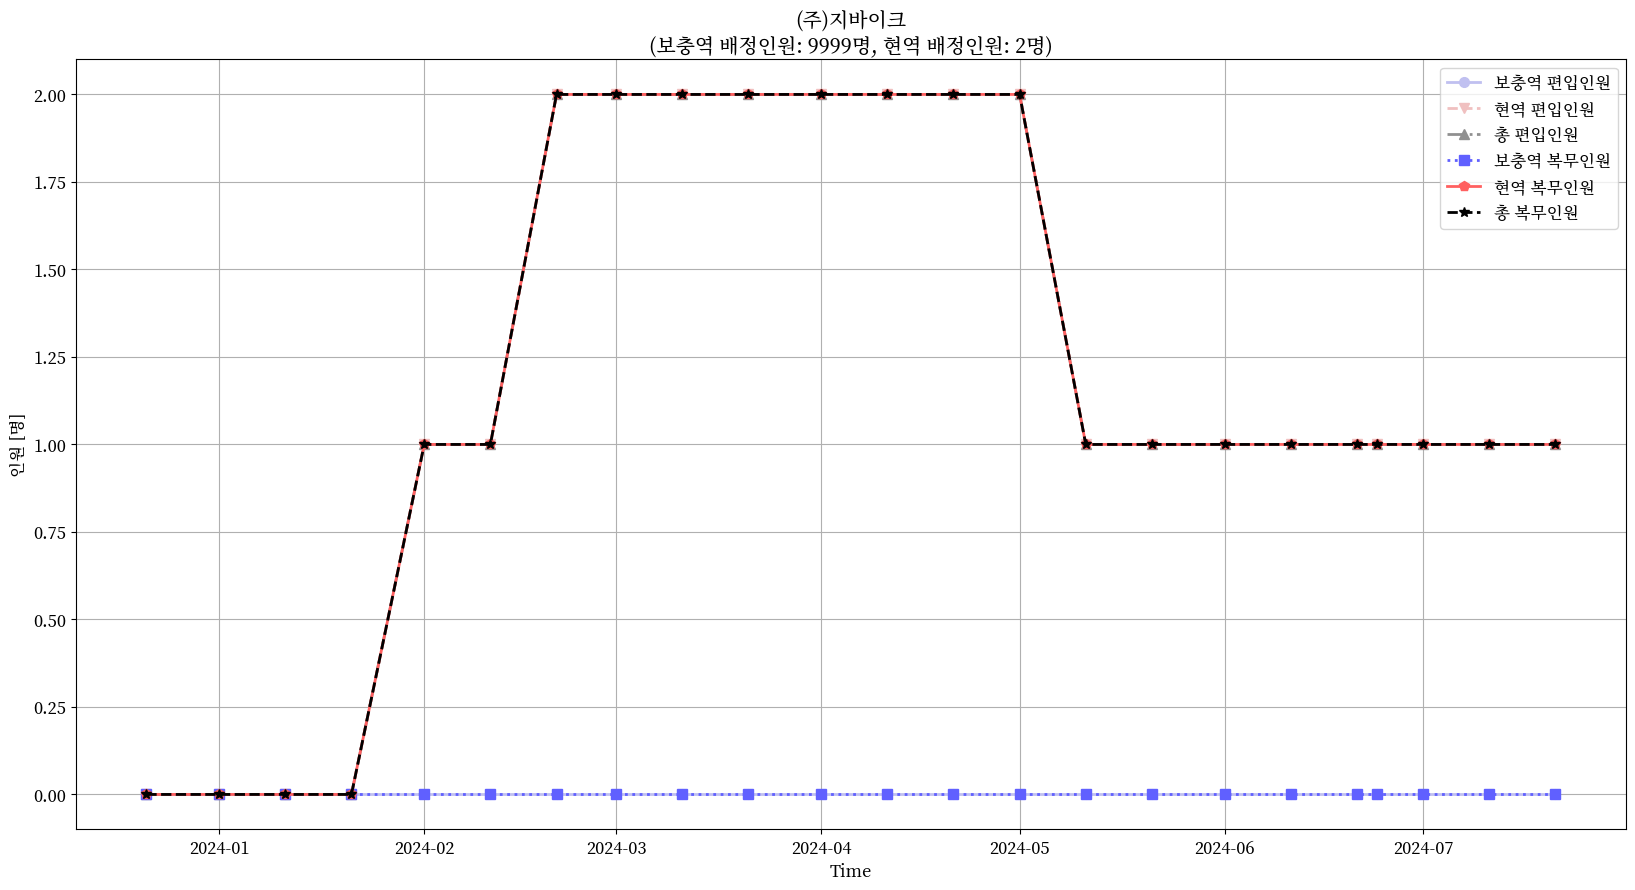 (주)지바이크
(보충역 배정인원: 9999명, 현역 배정인원: 2명)
보충역 편입인원
현역 편입인원
총 편입인원
보충역 복무인원
현역 복무인원
총 복무인원
인원 [명]
2.00
1.75
1.50
1.25
1.00
0.75
0.50
0.25
0.00
2024-01 2024-02 2024-03 2024-04 2024-05 2024-06 2024-07
Time